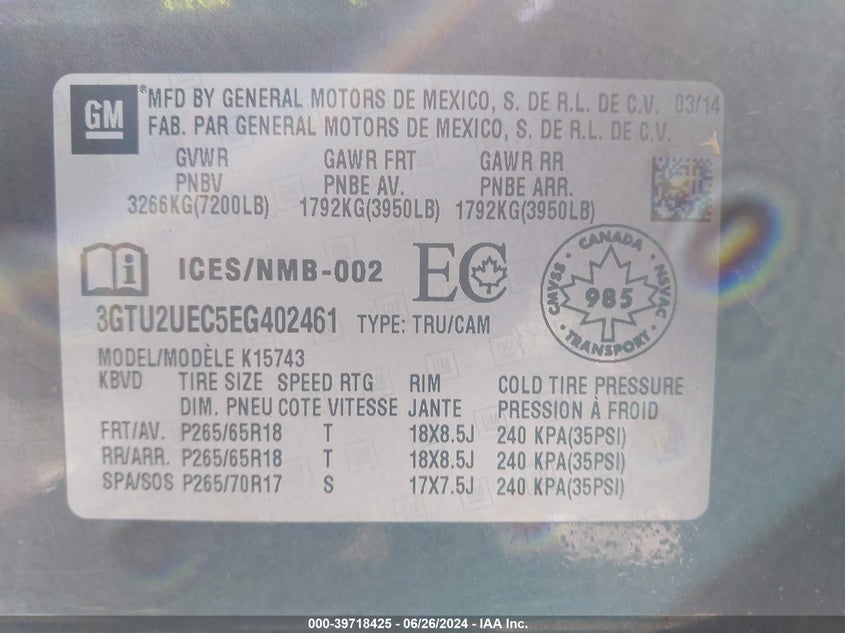 GM
® MFD BY GENERAL MOTORS DE MEXICO, S. DE R.L. DE C.V. 03/14
FAB. PAR GENERAL MOTORS DE MEXICO, S. DE R.L. DE C.V.
GVWR GAWR FRT GAWR RR
PNBV PNBE AV. PNBE ARR.
3266KG(7200LB) 1792KG(3950LB) 1792KG(3950LB)
i ICES/NMB-002 EC
CANADA
CMVSS 985 NSVAC
TRANSPORT
3GTU2UEC5EG402461 TYPE: TRU/CAM
MODEL/MODÈLE K15743
KBVD TIRE SIZE SPEED RTG RIM COLD TIRE PRESSURE
DIM. PNEU COTE VITESSE JANTE PRESSION À FROID
FRT/AV. P265/65R18 T 18X8.5J 240 KPA(35PSI)
RR/ARR. P265/65R18 T 18X8.5J 240 KPA(35PSI)
SPA/SOS P265/70R17 S 17X7.5J 240 KPA(35PSI)
000-39718425 - 06/26/2024 - IAA Inc.